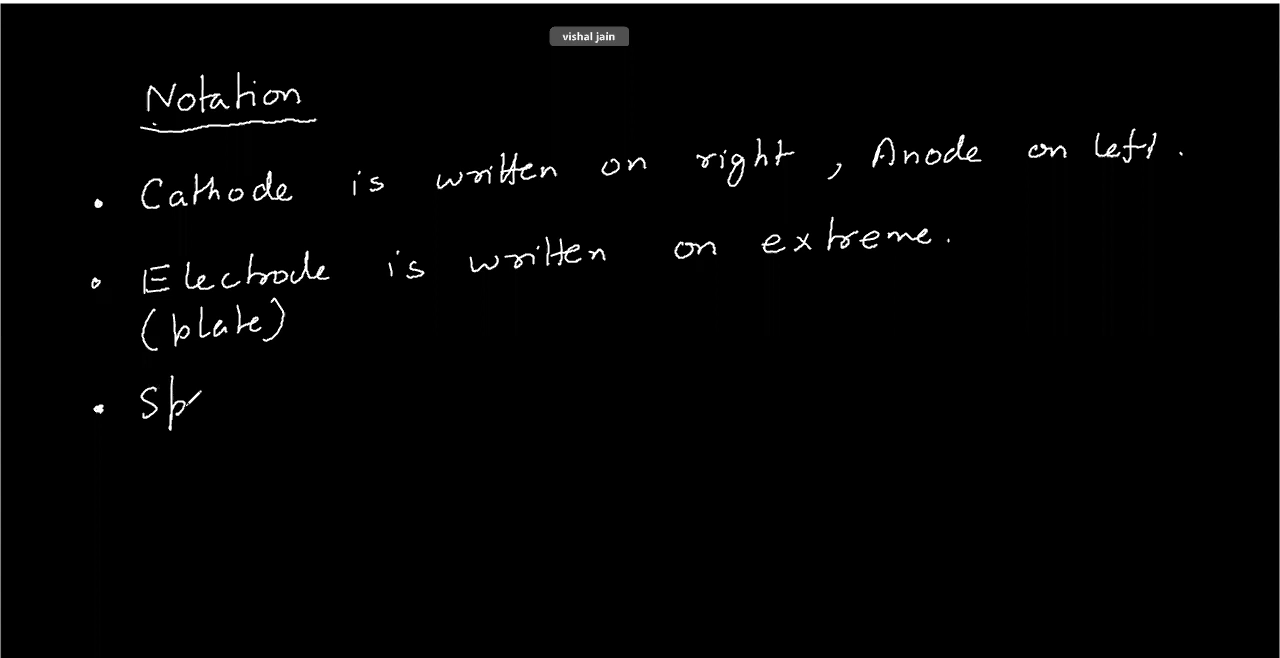 vishal jain
Notation
• Cathode is written on right, Anode on left.
• Electrode is written on extreme.
(plate)
• Sp